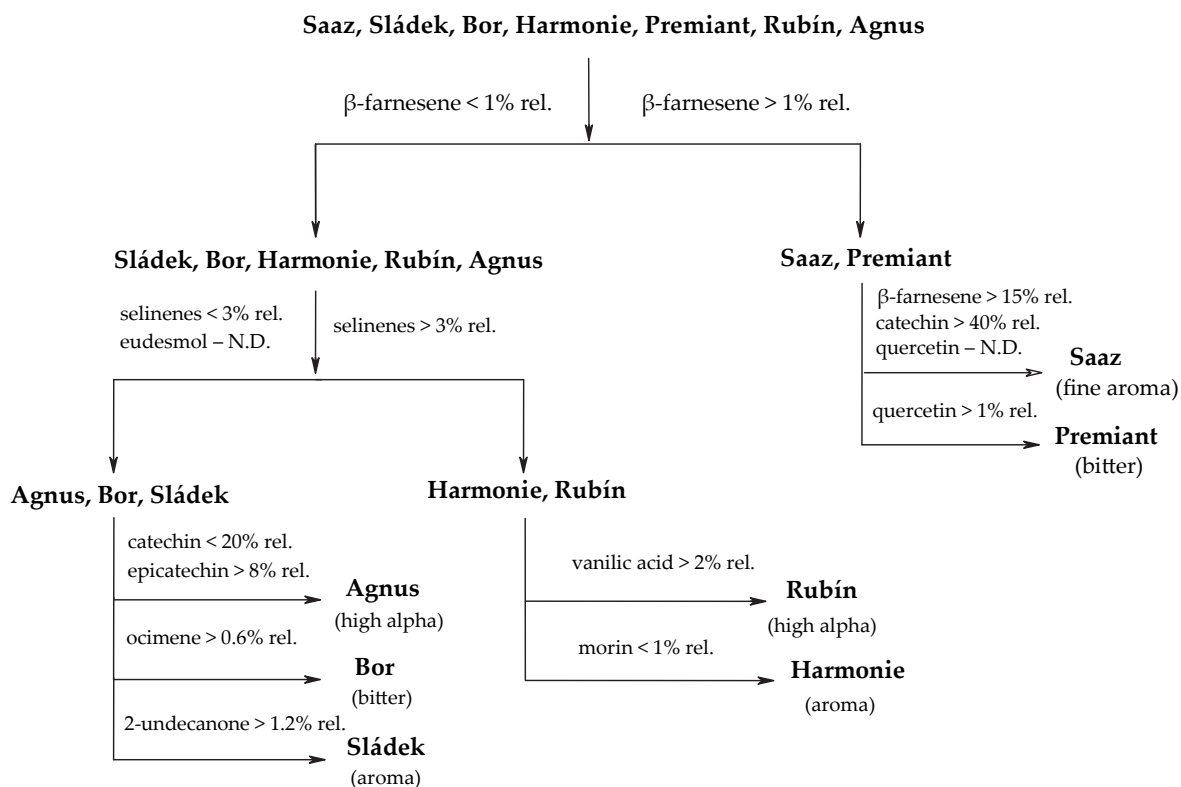 Saaz, Sládek, Bor, Harmonie, Premiant, Rubín, Agnus
β-farnesene < 1% rel.
β-farnesene > 1% rel.
Sládek, Bor, Harmonie, Rubín, Agnus
Saaz, Premiant
selinenes < 3% rel.
eudesmol – N.D.
selinenes > 3% rel.
β-farnesene > 15% rel.
catechin > 40% rel.
quercetin – N.D.
Saaz
(fine aroma)
quercetin > 1% rel.
Premiant
(bitter)
Agnus, Bor, Sládek
Harmonie, Rubín
catechin < 20% rel.
epicatechin > 8% rel.
Agnus
(high alpha)
ocimene > 0.6% rel.
Bor
(bitter)
2-undecanone > 1.2% rel.
Sládek
(aroma)
vanilic acid > 2% rel.
Rubín
(high alpha)
morin < 1% rel.
Harmonie
(aroma)